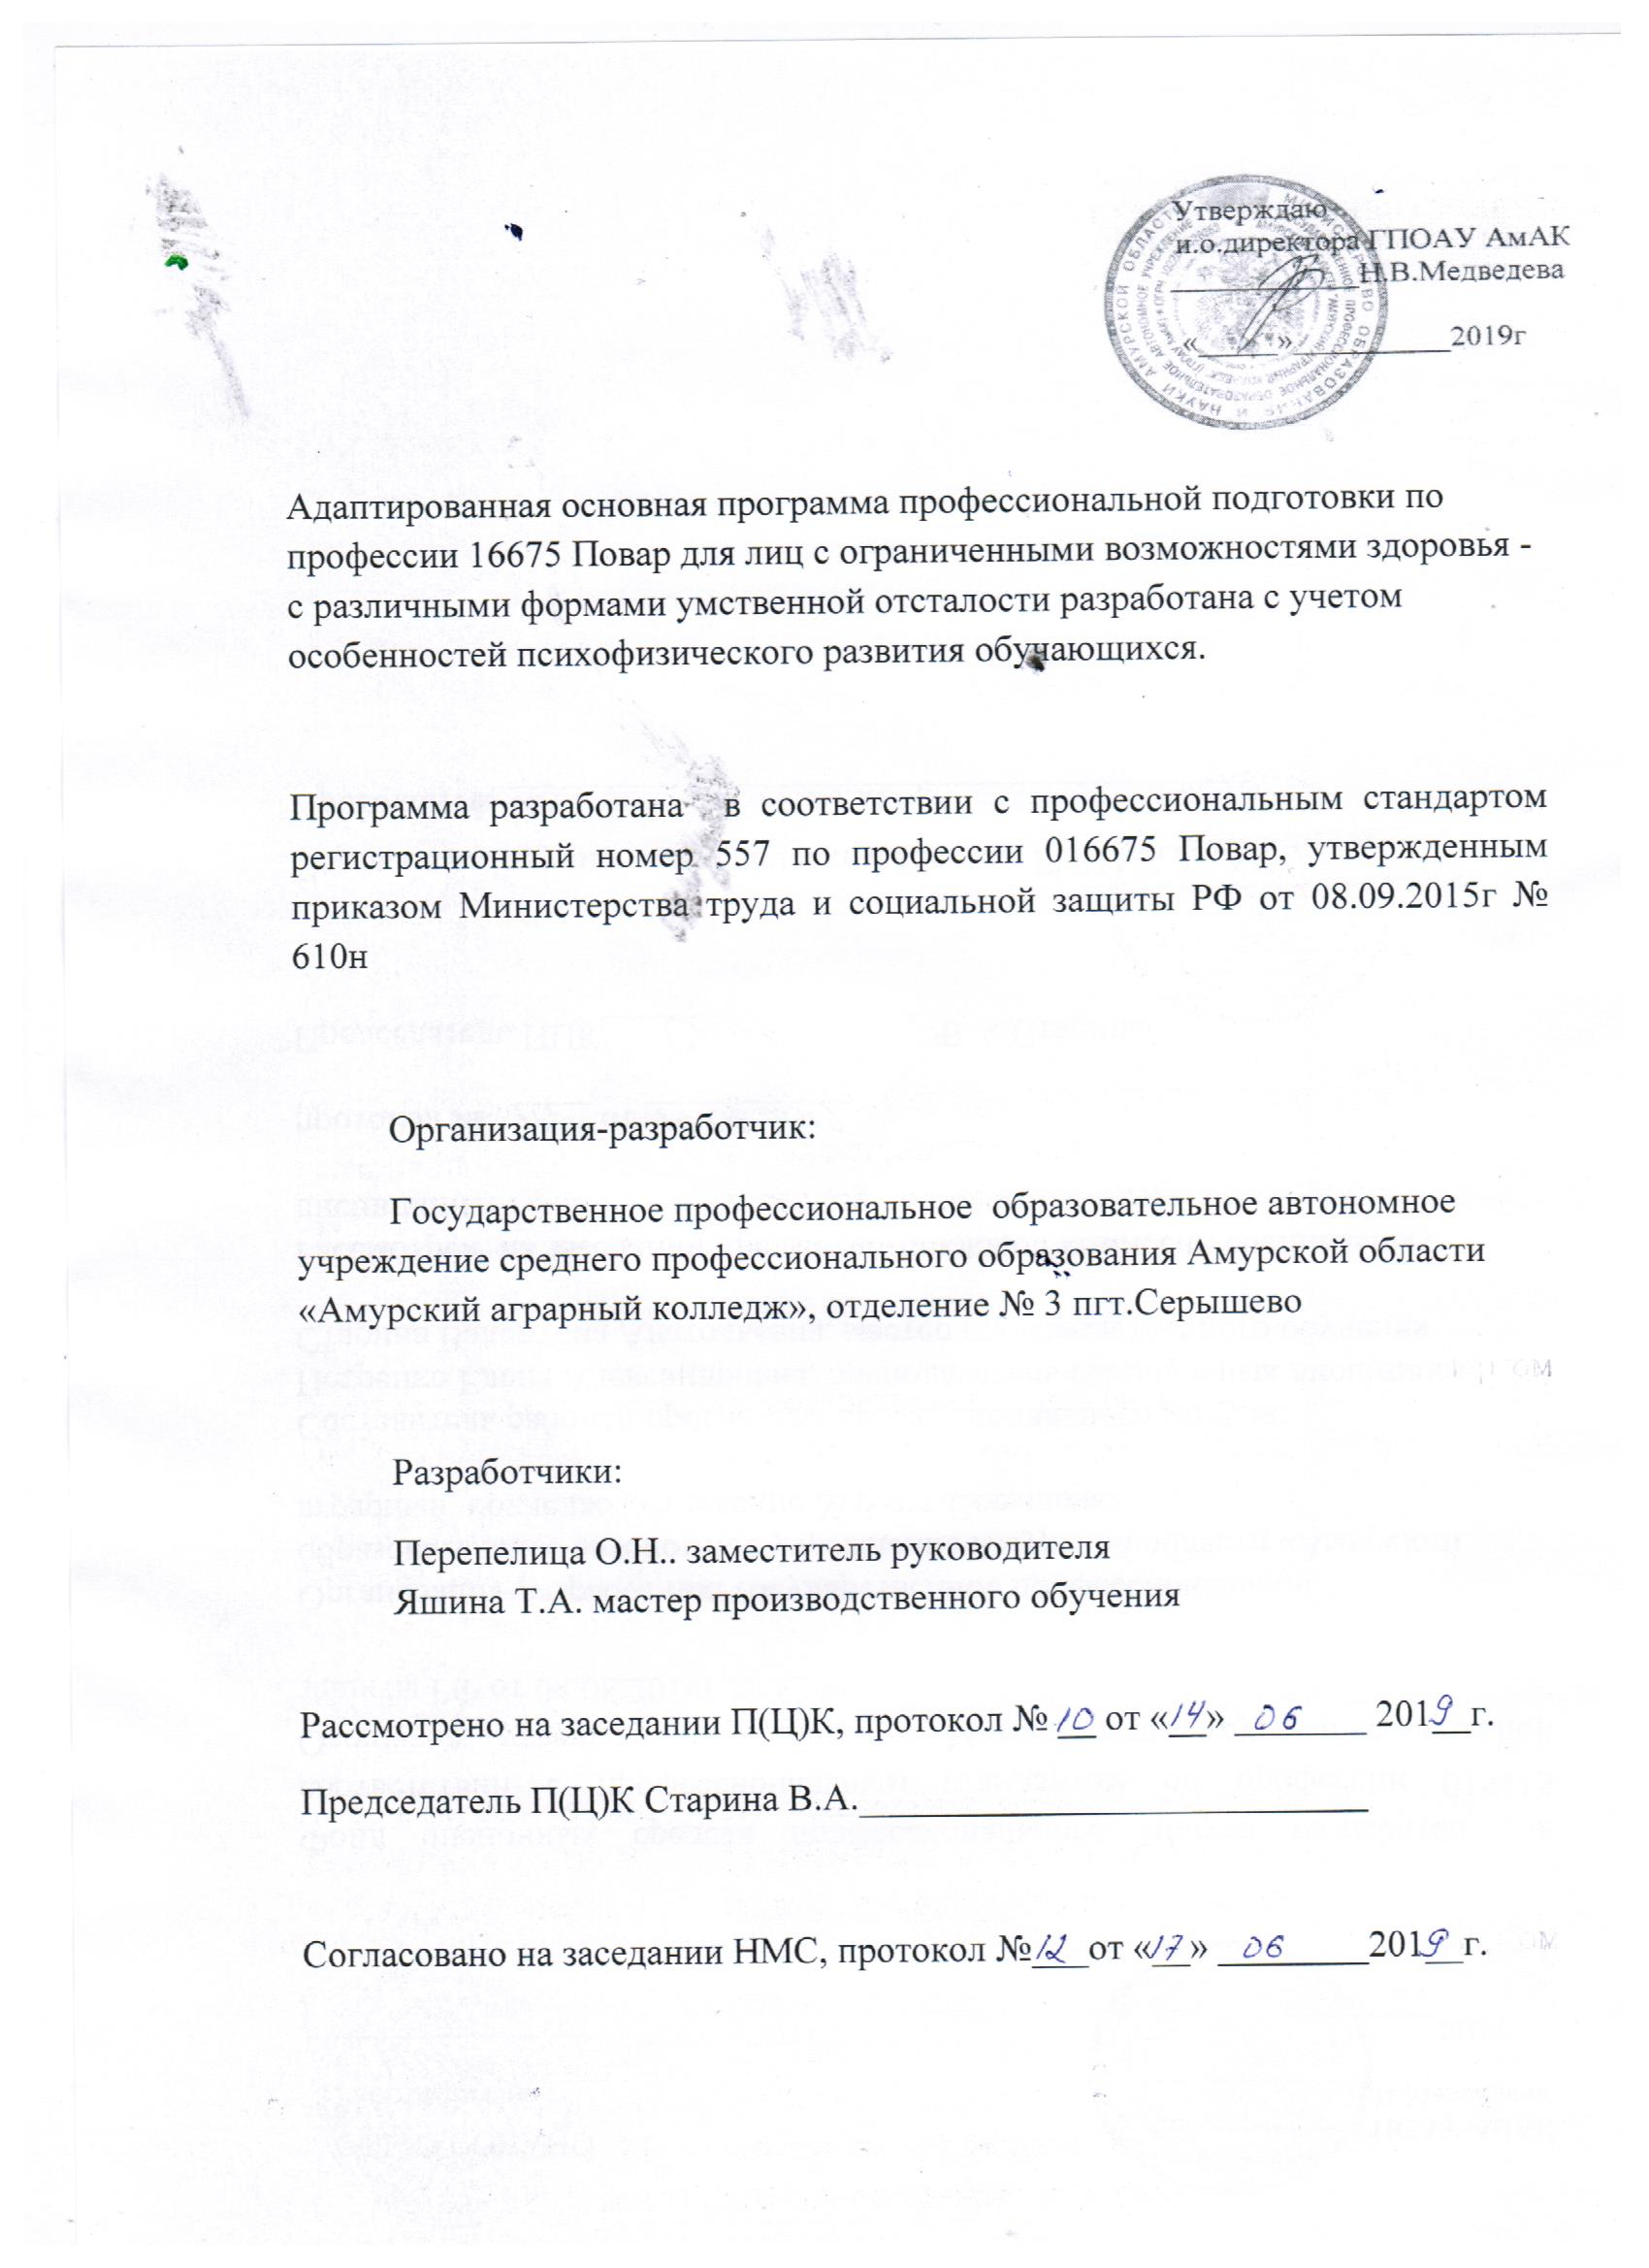 Утверждаю
и.о.директора ГПОАУ АмАК
____________Н.В.Медведева
«_____»__________2019г
Адаптированная основная программа профессиональной подготовки по
профессии 16675 Повар для лиц с ограниченными возможностями здоровья -
с различными формами умственной отсталости разработана с учетом
особенностей психофизического развития обучающихся.
Программа разработана в соответствии с профессиональным стандартом
регистрационный номер 557 по профессии 016675 Повар, утвержденным
приказом Министерства труда и социальной защиты РФ от 08.09.2015г №
610н
Организация-разработчик:
Государственное профессиональное образовательное автономное
учреждение среднего профессионального образования Амурской области
«Амурский аграрный колледж», отделение № 3 пгт.Серышево
Разработчики:
Перепелица О.Н.. заместитель руководителя
Яшина Т.А. мастер производственного обучения
Рассмотрено на заседании П(Ц)К, протокол № 10 от «14» 06 2019 г.
Председатель П(Ц)К Старина В.А.___________________________
Согласовано на заседании НМС, протокол № 12 от «17» 06 2019 г.